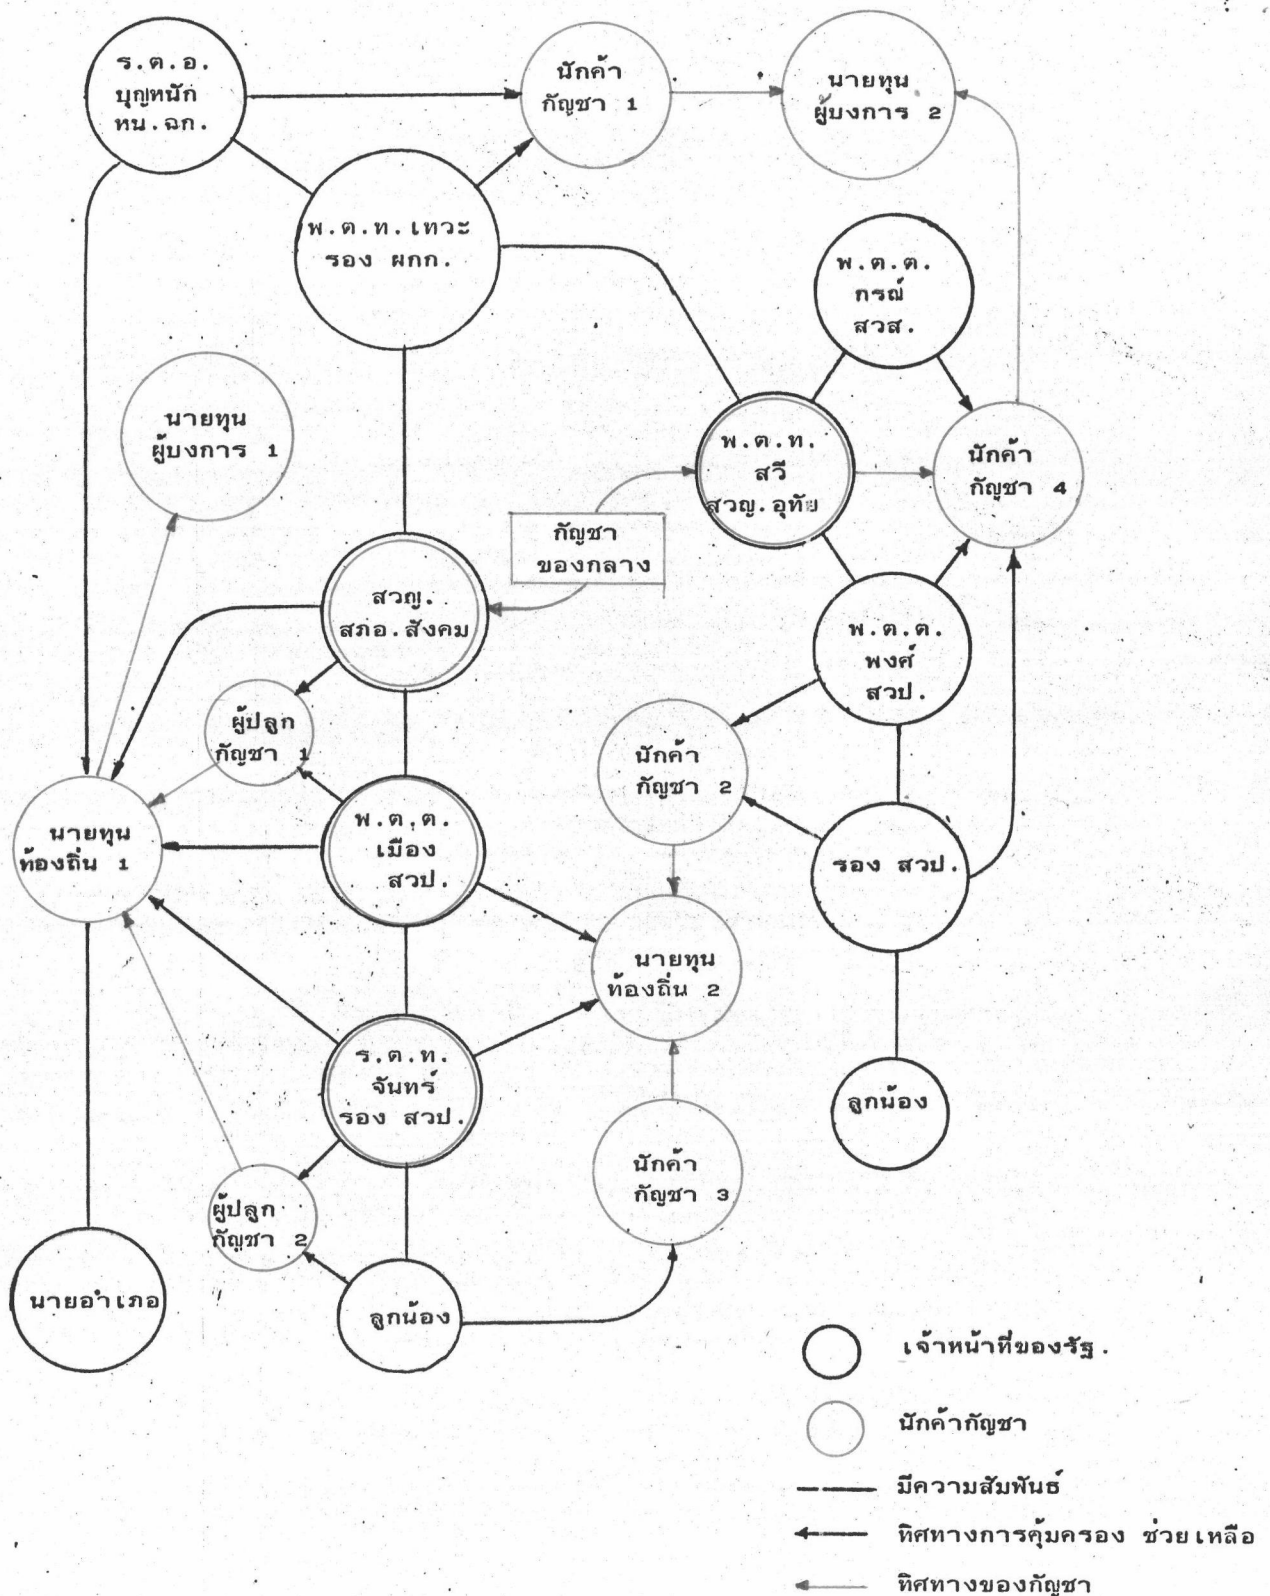 ร.ต.อ.
บุญหนัก
หน.ฉก.
นักค้า
กัญชา 1
นายทุน
ผู้บงการ 2
พ.ต.ท.เทวะ
รอง ผกก.
พ.ต.ต.
กรณ์
สวส.
นายทุน
ผู้บงการ 1
พ.ต.ท.
สวี
สวญ.อุทัย
นักค้า
กัญชา 4
กัญชา
ของกลาง
สวญ.
สภอ.สังคม
พ.ต.ต.
พงศ์
สวป.
ผู้ปลูก
กัญชา 1
นักค้า
กัญชา 2
นายทุน
ท้องถิ่น 1
พ.ต.ต.
เมือง
สวป.
รอง สวป.
นายทุน
ท้องถิ่น 2
ร.ต.ท.
จันทร์
รอง สวป.
ลูกน้อง
นักค้า
กัญชา 3
ผู้ปลูก
กัญชา 2
นายอำเภอ
ลูกน้อง
เจ้าหน้าที่ของรัฐ.
นักค้ากัญชา
มีความสัมพันธ์
ทิศทางการคุ้มครอง ช่วยเหลือ
ทิศทางของกัญชา